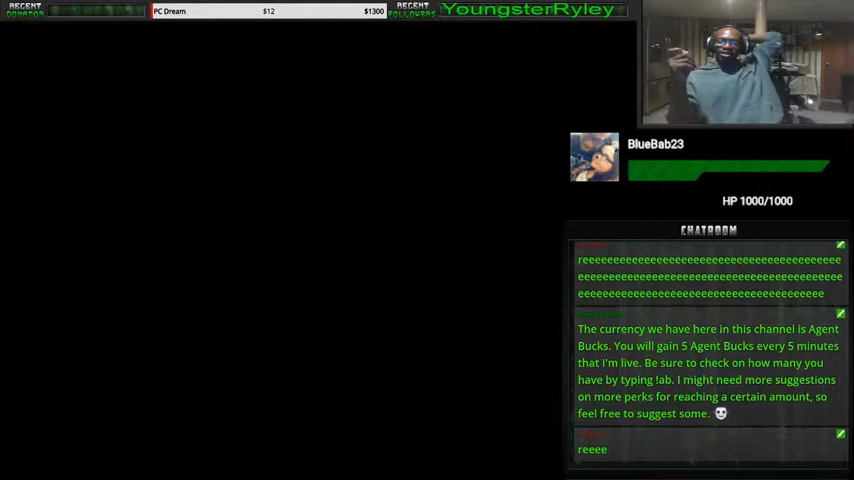 RECENT
DONATOR
PC Dream $12 $1300
RECENT
FOLLOWERS
YoungsterRyley
BlueBab23
HP 1000/1000
CHATROOM
reeeeeeeeeeeeeeeeeeeeeeeeeeeeeeeeeeeeeeeee
eeeeeeeeeeeeeeeeeeeeeeeeeeeeeeeeeeeeeeeeee
eeeeeeeeeeeeeeeeeeeeeeeeeeeeeeeeeeeeeee
The currency we have here in this channel is Agent
Bucks. You will gain 5 Agent Bucks every 5 minutes
that I'm live. Be sure to check on how many you
have by typing !ab. I might need more suggestions
on more perks for reaching a certain amount, so
feel free to suggest some.
reeee